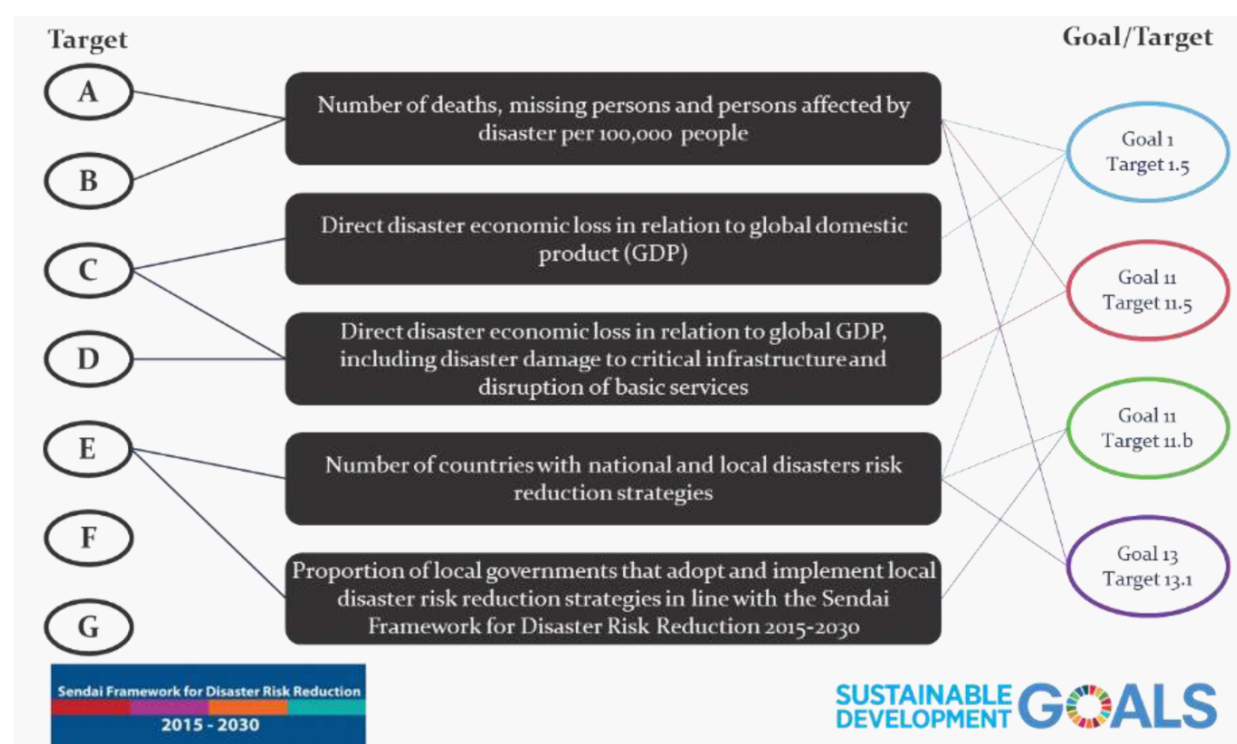 Target
Goal/Target
A
B
C
D
E
F
G
Number of deaths, missing persons and persons affected by
disaster per 100,000 people
Direct disaster economic loss in relation to global domestic
product (GDP)
Direct disaster economic loss in relation to global GDP,
including disaster damage to critical infrastructure and
disruption of basic services
Number of countries with national and local disasters risk
reduction strategies
Proportion of local governments that adopt and implement local
disaster risk reduction strategies in line with the Sendai
Framework for Disaster Risk Reduction 2015-2030
Goal 1
Target 1.5
Goal 11
Target 11.5
Goal 11
Target 11.b
Goal 13
Target 13.1
Sendai Framework for Disaster Risk Reduction
2015 - 2030
SUSTAINABLE
DEVELOPMENT
GOALS